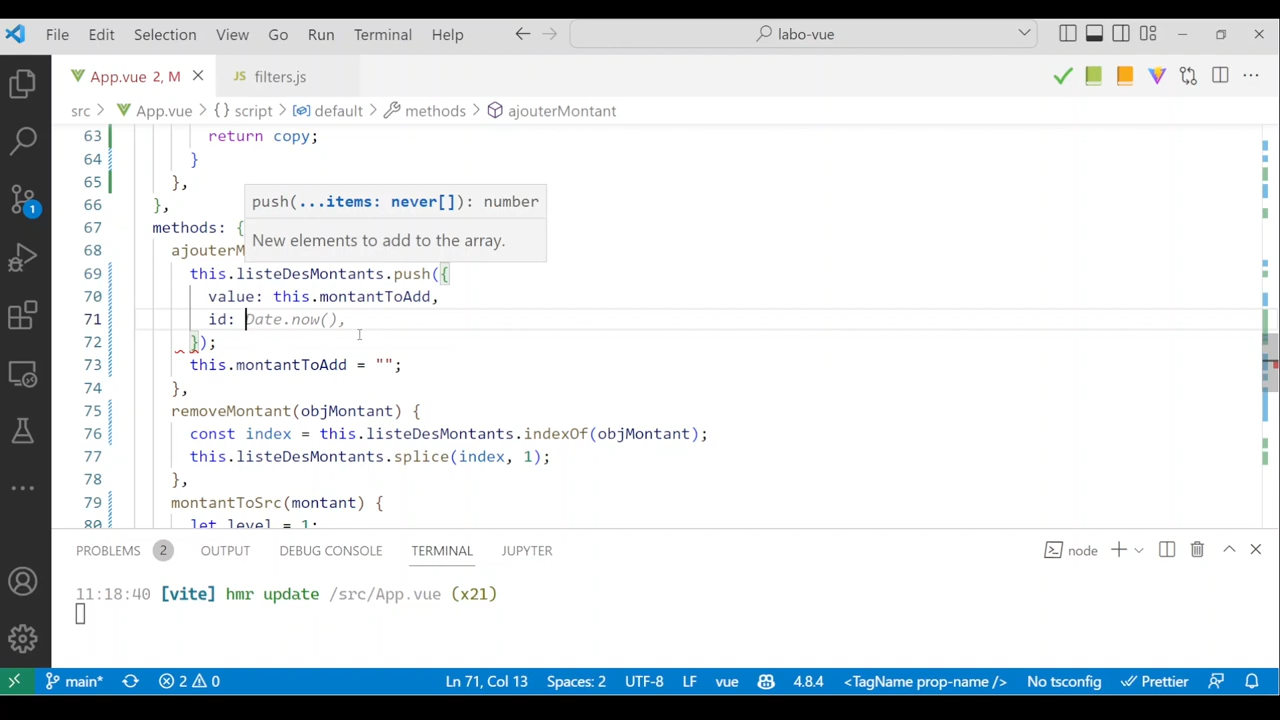 File Edit Selection View Go Run Terminal Help labo-vue
App.vue 2, M filters.js
src App.vue script default methods ajouterMontant
63 return copy;
64 }
65 },
66 },
67 methods: {
68 ajouterM
push(...items: never[]): number
New elements to add to the array.
69 this.listeDesMontants.push({
70 value: this.montantToAdd,
71 id: Date.now(),
72 });
73 this.montantToAdd = "";
74 },
75 removeMontant(objMontant) {
76 const index = this.listeDesMontants.indexOf(objMontant);
77 this.listeDesMontants.splice(index, 1);
78 },
79 montantToSrc(montant) {
80 let level = 1;
PROBLEMS 2 OUTPUT DEBUG CONSOLE TERMINAL JUPYTER node
11:18:40 [vite] hmr update /src/App.vue (x21)
main* 2 0 Ln 71, Col 13 Spaces: 2 UTF-8 LF vue 4.8.4 <TagName prop-name /> No tsconfig Prettier